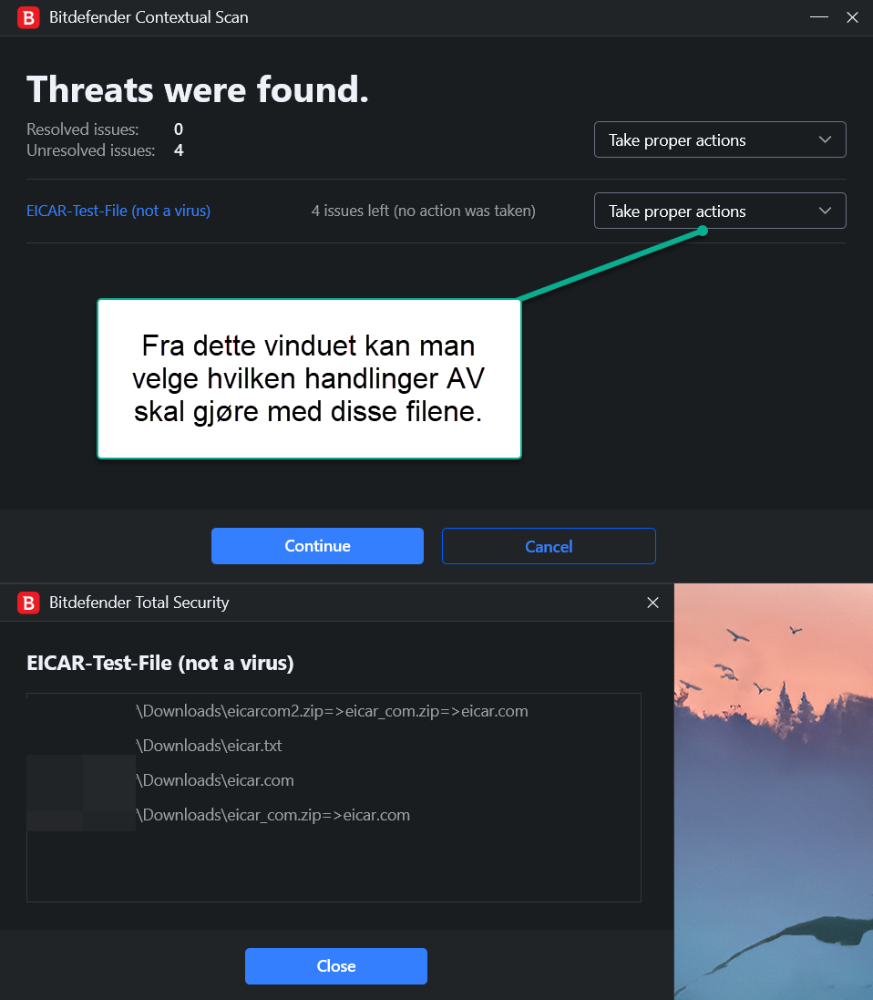 B Bitdefender Contextual Scan
Threats were found.
Resolved issues: 0
Unresolved issues: 4
Take proper actions
EICAR-Test-File (not a virus) 4 issues left (no action was taken) Take proper actions
Fra dette vinduet kan man
velge hvilken handlinger AV
skal gjøre med disse filene.
Continue Cancel
B Bitdefender Total Security
EICAR-Test-File (not a virus)
\Downloads\eicarcom2.zip=>eicar_com.zip=>eicar.com
\Downloads\eicar.txt
\Downloads\eicar.com
\Downloads\eicar_com.zip=>eicar.com
Close